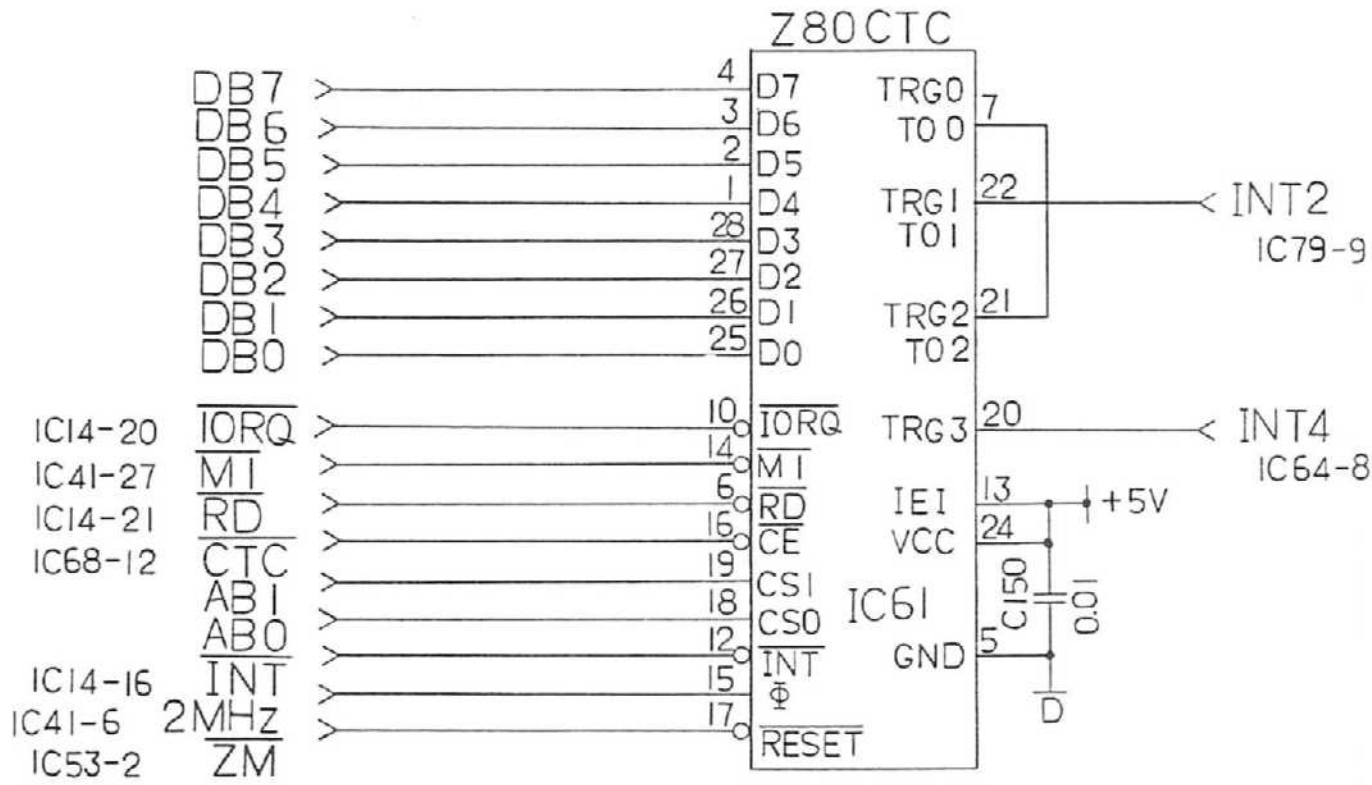 Z80CTC
DB7 4 D7 TRG0
DB6 3 D6 TO0 7
DB5 2 D5
DB4 1 D4 TRG1 22 INT2
DB3 28 D3 TO1 IC79-9
DB2 27 D2
DB1 26 D1 TRG2 21
DB0 25 D0 TO2
IC14-20 IORQ 10 IORQ TRG3 20 INT4
IC41-27 M1 14 M1 IC64-8
IC14-21 RD 6 RD IEI 13 +5V
IC68-12 CTC 16 CE VCC 24
AB1 19 CS1 C150 0.01
AB0 18 CS0 IC61
IC14-16 INT 12 INT GND 5
IC41-6 2MHz 15 Φ D
IC53-2 ZM 17 RESET